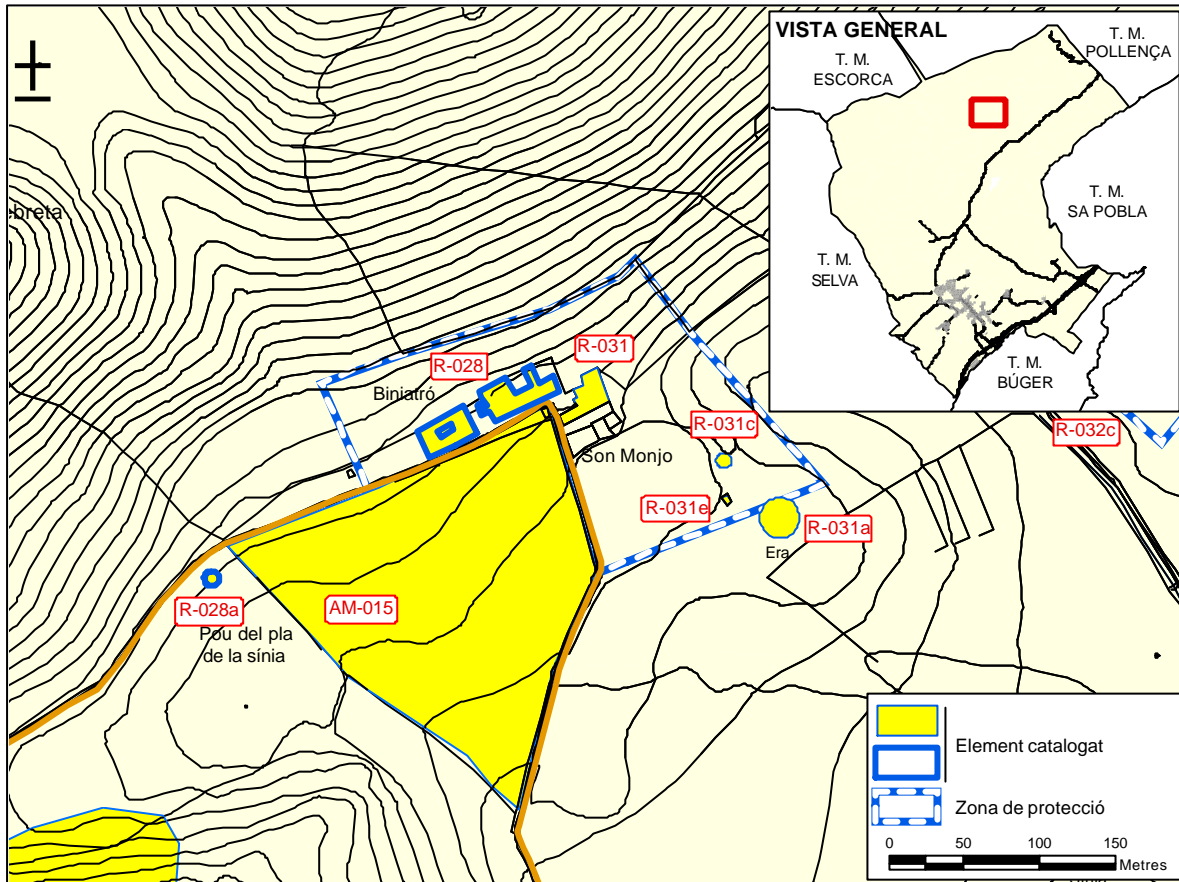 VISTA GENERAL
T. M.
POLLENÇA
T. M.
ESCORCA
T. M.
SA POBLA
T. M.
SELVA
T. M.
BÚGER
ebreta
R-028
R-031
Biniatró
R-031c
R-032c
Son Monjo
R-031e
R-031a
Era
R-028a
AM-015
Pou del pla
de la sínia
Element catalogat
Zona de protecció
0 50 100 150
Metres